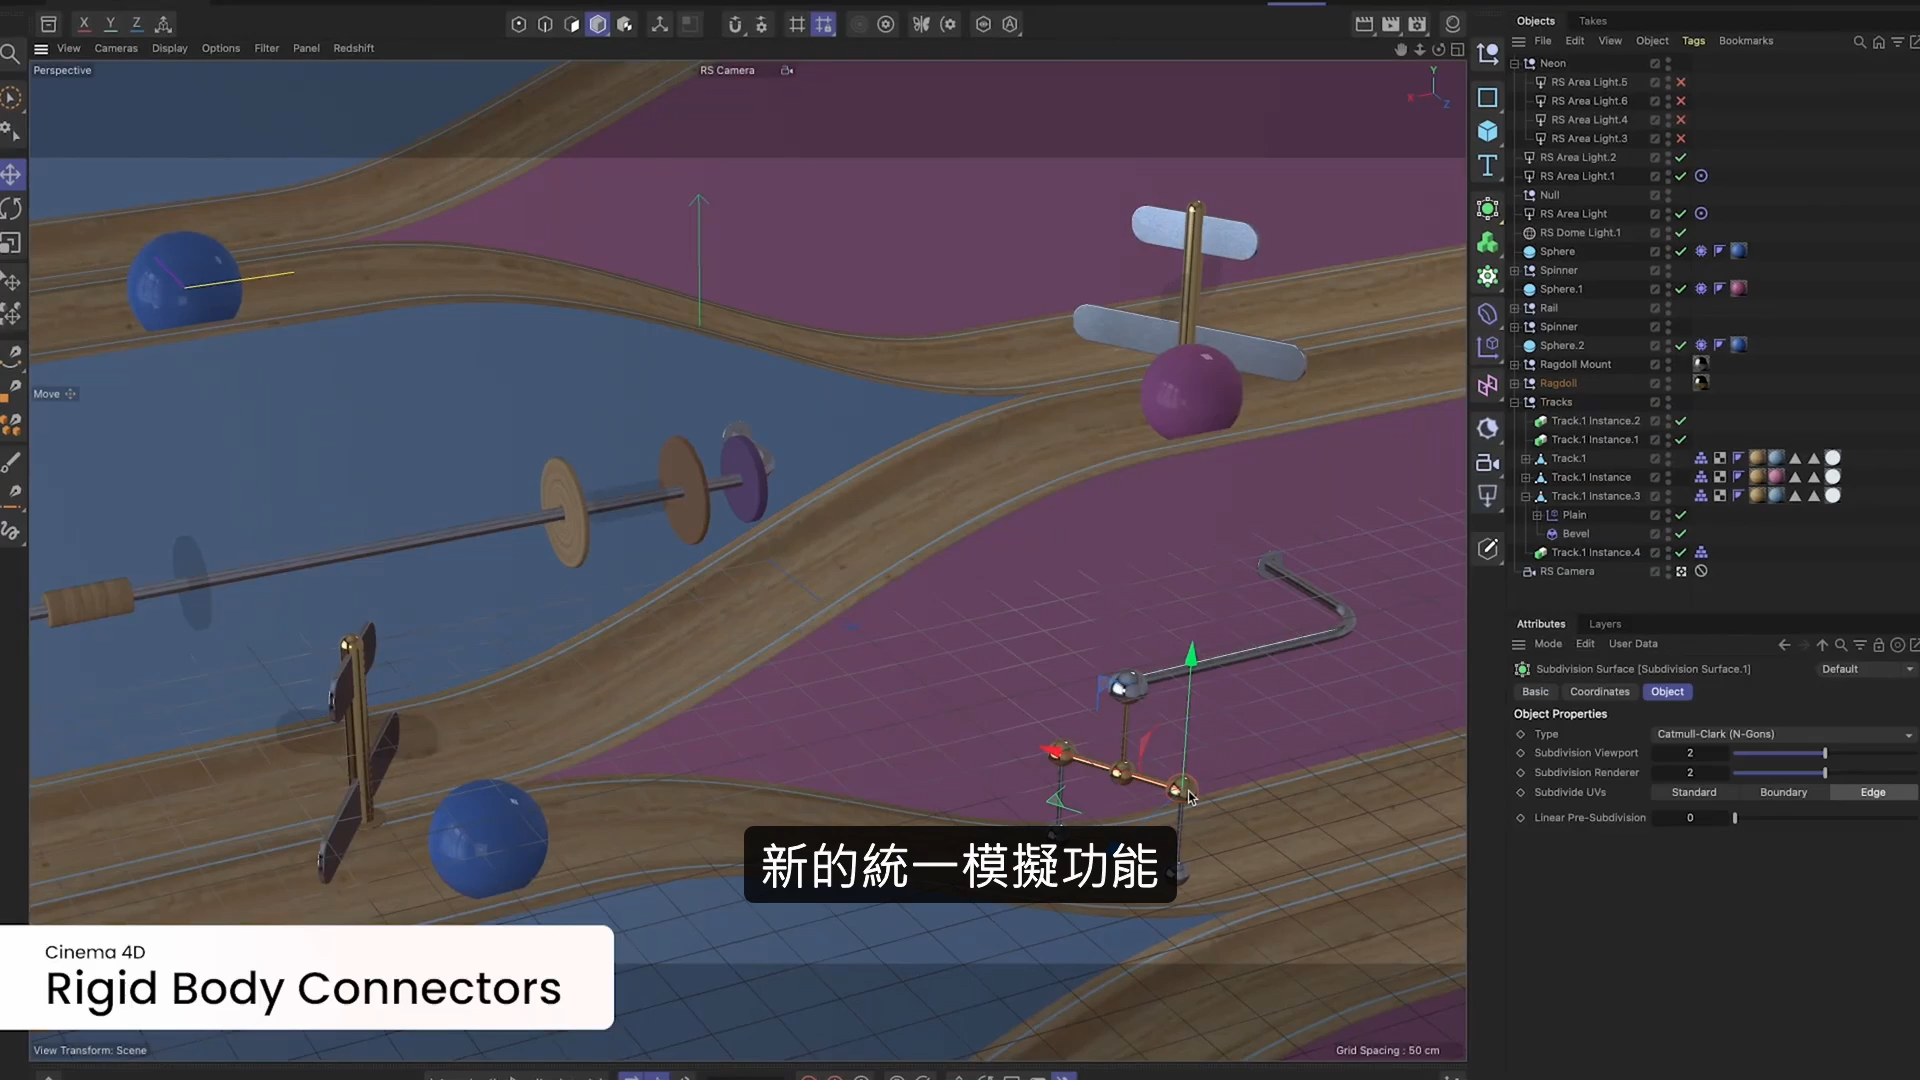 X Y Z
View Cameras Display Options Filter Panel Redshift
Perspective
RS Camera
Y
X
Z
Move
新的統一模擬功能
Cinema 4D
Rigid Body Connectors
View Transform: Scene
Grid Spacing : 50 cm
Objects Takes
File Edit View Object Tags Bookmarks
Neon
RS Area Light.5
RS Area Light.6
RS Area Light.4
RS Area Light.3
RS Area Light.2
RS Area Light.1
Null
RS Area Light
RS Dome Light.1
Sphere
Spinner
Sphere.1
Rail
Spinner
Sphere.2
Ragdoll Mount
Ragdoll
Tracks
Track.1 Instance.2
Track.1 Instance.1
Track.1
Track.1 Instance
Track.1 Instance.3
Plain
Bevel
Track.1 Instance.4
RS Camera
Attributes Layers
Mode Edit User Data
Subdivision Surface [Subdivision Surface.1] Default
Basic Coordinates Object
Object Properties
Type Catmull-Clark (N-Gons)
Subdivision Viewport 2
Subdivision Renderer 2
Subdivide UVs Standard Boundary Edge
Linear Pre-Subdivision 0